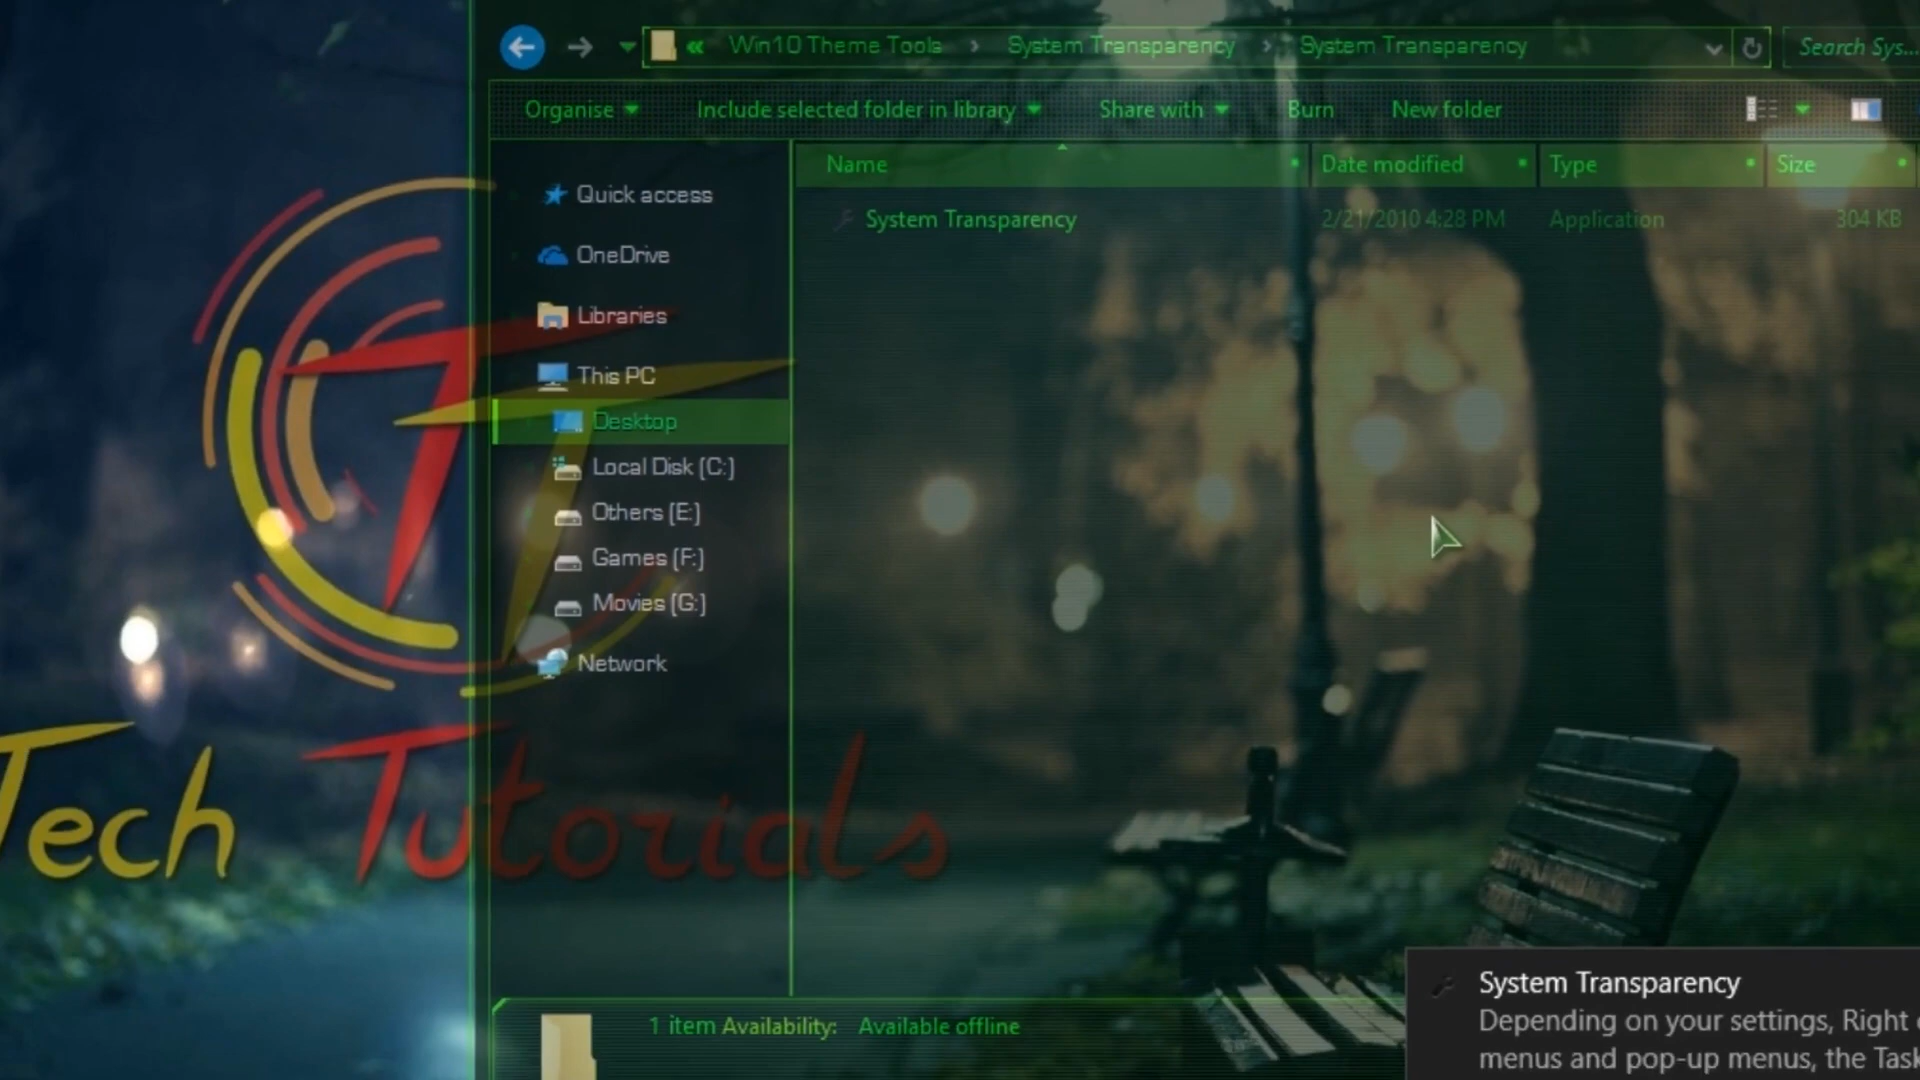 Win10 Theme Tools › System Transparency › System Transparency
Search Sys...
Organise Include selected folder in library Share with Burn New folder
Name Date modified Type Size
System Transparency 2/21/2010 4:28 PM Application 304 KB
Quick access
OneDrive
Libraries
This PC
Desktop
Local Disk (C:)
Others (E:)
Games (F:)
Movies (G:)
Network
TT
Tech Tutorials
1 item Availability: Available offline
System Transparency
Depending on your settings, Right
menus and pop-up menus, the Task